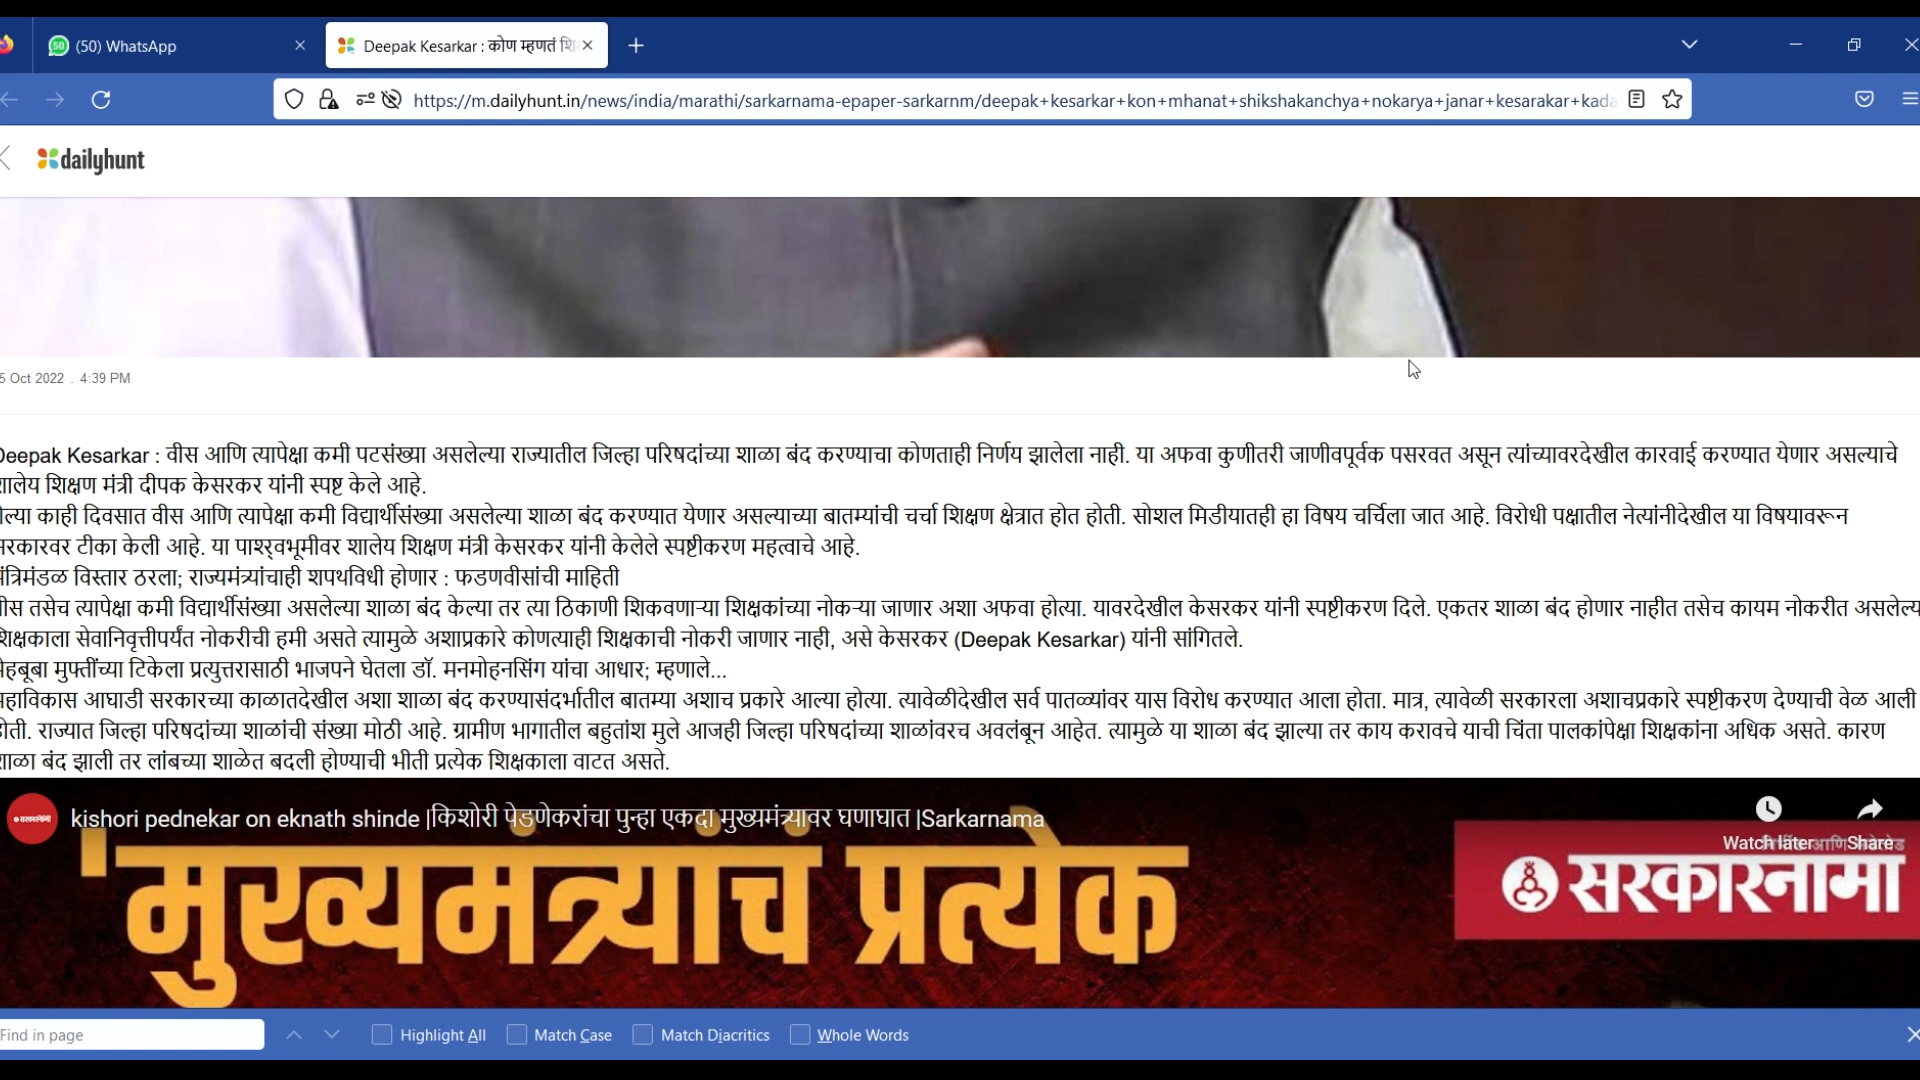 (50) WhatsApp
Deepak Kesarkar : कोण म्हणतं शि
https://m.dailyhunt.in/news/india/marathi/sarkarnama-epaper-sarkarnm/deepak+kesarkar+kon+mhanat+shikshakanchya+nokarya+janar+kesarakar+kada
dailyhunt
5 Oct 2022 . 4:39 PM
Deepak Kesarkar : वीस आणि त्यापेक्षा कमी पटसंख्या असलेल्या राज्यातील जिल्हा परिषदांच्या शाळा बंद करण्याचा कोणताही निर्णय झालेला नाही. या अफवा कुणीतरी जाणीवपूर्वक पसरवत असून त्यांच्यावरदेखील कारवाई करण्यात येणार असल्याचे
शालेय शिक्षण मंत्री दीपक केसरकर यांनी स्पष्ट केले आहे.
गेल्या काही दिवसात वीस आणि त्यापेक्षा कमी विद्यार्थीसंख्या असलेल्या शाळा बंद करण्यात येणार असल्याच्या बातम्यांची चर्चा शिक्षण क्षेत्रात होत होती. सोशल मिडीयातही हा विषय चर्चिला जात आहे. विरोधी पक्षातील नेत्यांनीदेखील या विषयावरून
सरकारवर टीका केली आहे. या पाश्र्वभूमीवर शालेय शिक्षण मंत्री केसरकर यांनी केलेले स्पष्टीकरण महत्वाचे आहे.
मंत्रिमंडळ विस्तार ठरला; राज्यमंत्र्यांचाही शपथविधी होणार : फडणवीसांची माहिती
वीस तसेच त्यापेक्षा कमी विद्यार्थीसंख्या असलेल्या शाळा बंद केल्या तर त्या ठिकाणी शिकवणाऱ्या शिक्षकांच्या नोकऱ्या जाणार अशा अफवा होत्या. यावरदेखील केसरकर यांनी स्पष्टीकरण दिले. एकतर शाळा बंद होणार नाहीत तसेच कायम नोकरीत असलेल्य
शिक्षकाला सेवानिवृत्तीपर्यंत नोकरीची हमी असते त्यामुळे अशाप्रकारे कोणत्याही शिक्षकाची नोकरी जाणार नाही, असे केसरकर (Deepak Kesarkar) यांनी सांगितले.
मेहबूबा मुफ्तींच्या टिकेला प्रत्युत्तरासाठी भाजपने घेतला डॉ. मनमोहनसिंग यांचा आधार; म्हणाले...
महाविकास आघाडी सरकारच्या काळातदेखील अशा शाळा बंद करण्यासंदर्भातील बातम्या अशाच प्रकारे आल्या होत्या. त्यावेळीदेखील सर्व पातळ्यांवर यास विरोध करण्यात आला होता. मात्र, त्यावेळी सरकारला अशाचप्रकारे स्पष्टीकरण देण्याची वेळ आली
होती. राज्यात जिल्हा परिषदांच्या शाळांची संख्या मोठी आहे. ग्रामीण भागातील बहुतांश मुले आजही जिल्हा परिषदांच्या शाळांवरच अवलंबून आहेत. त्यामुळे या शाळा बंद झाल्या तर काय करावचे याची चिंता पालकांपेक्षा शिक्षकांना अधिक असते. कारण
शाळा बंद झाली तर लांबच्या शाळेत बदली होण्याची भीती प्रत्येक शिक्षकाला वाटत असते.
kishori pednekar on eknath shinde |किशोरी पेडणेकरांचा पुन्हा एकदा मुख्यमंत्र्यावर घणाघात |Sarkarnama
Watch later Share
'मुख्यमंत्र्यांच प्रत्येक
सरकारनामा
Find in page Highlight All Match Case Match Diacritics Whole Words